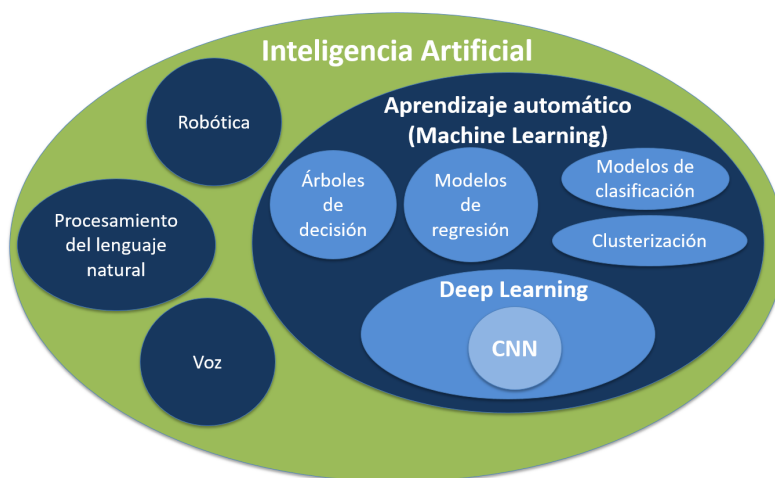 Inteligencia Artificial
Robótica
Procesamiento
del lenguaje
natural
Voz
Aprendizaje automático
(Machine Learning)
Árboles
de
decisión
Modelos
de
regresión
Modelos de
clasificación
Clusterización
Deep Learning
CNN